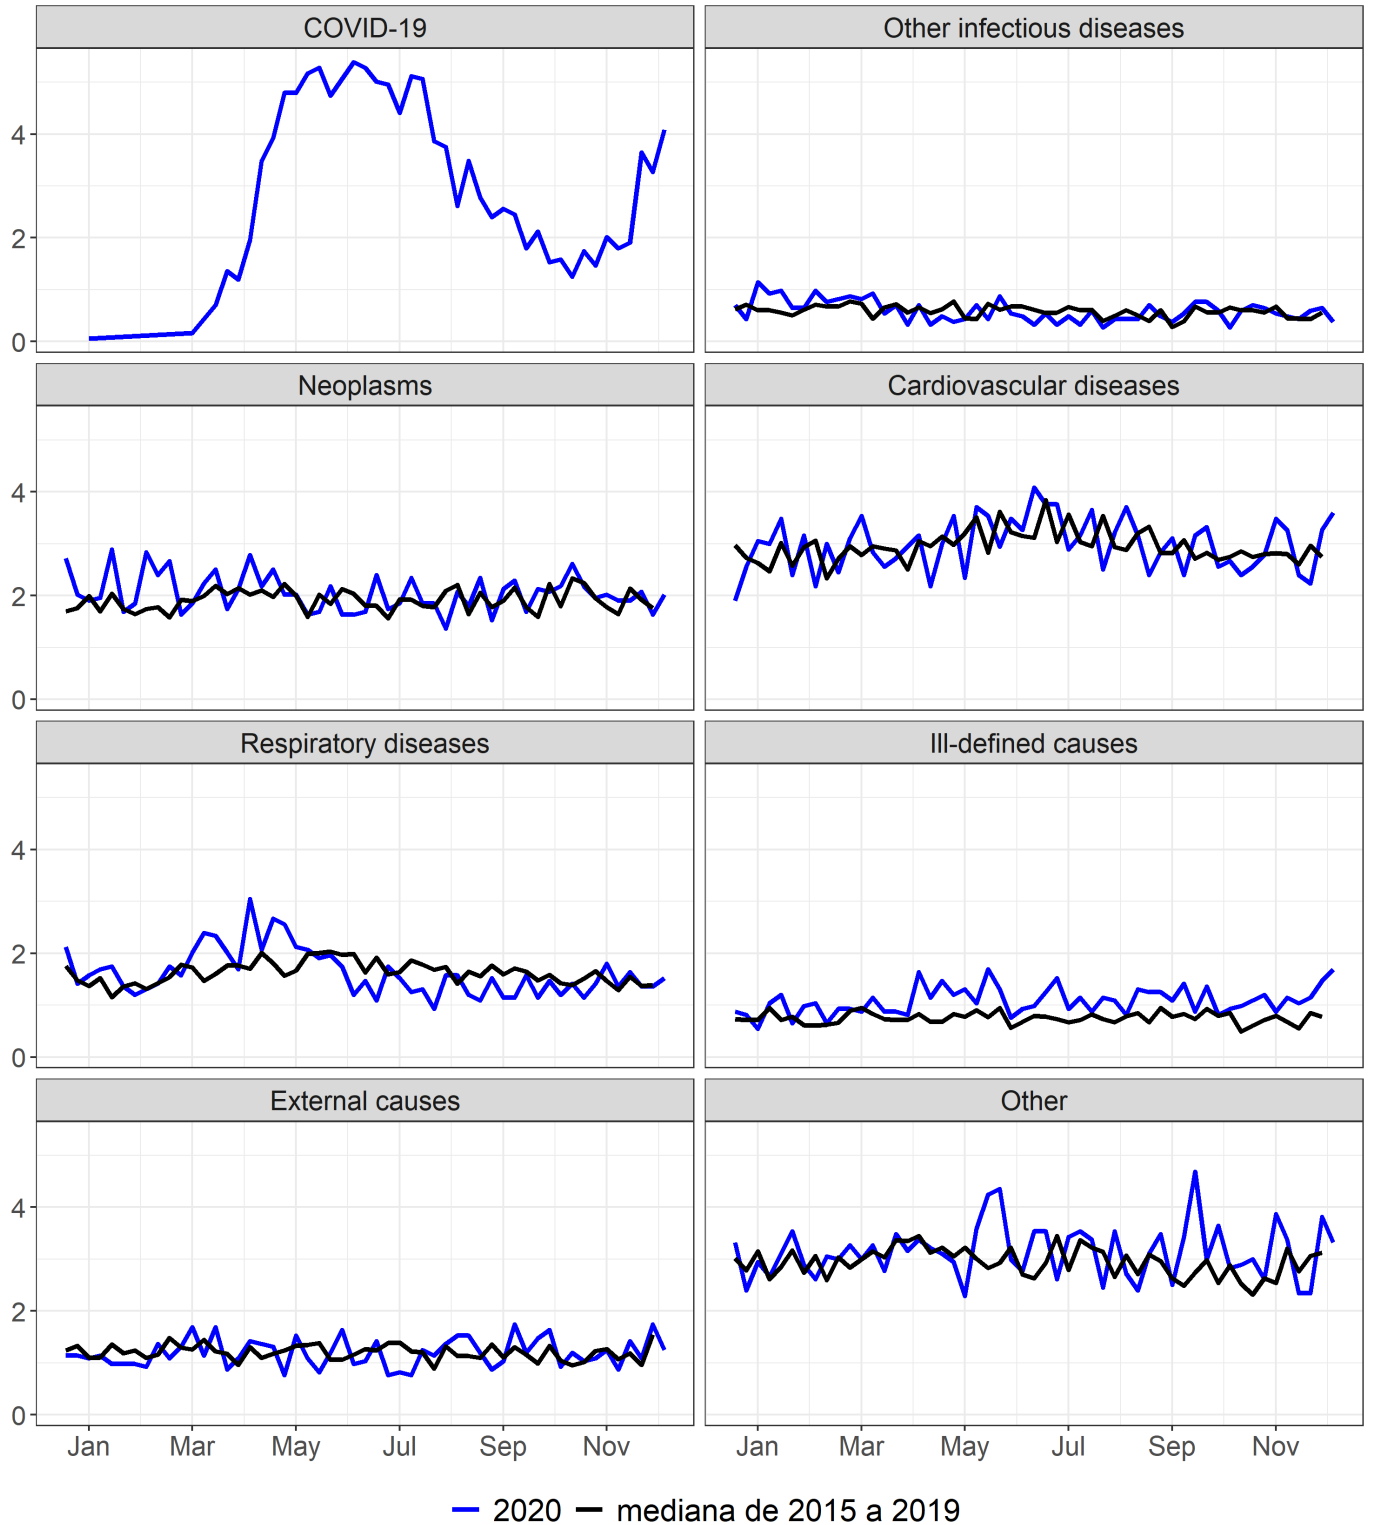 COVID-19
Other infectious diseases
4
2
0
Neoplasms
Cardiovascular diseases
4
2
0
Respiratory diseases
Ill-defined causes
4
2
0
External causes
Other
4
2
0
Jan Mar May Jul Sep Nov
Jan Mar May Jul Sep Nov
2020 mediana de 2015 a 2019